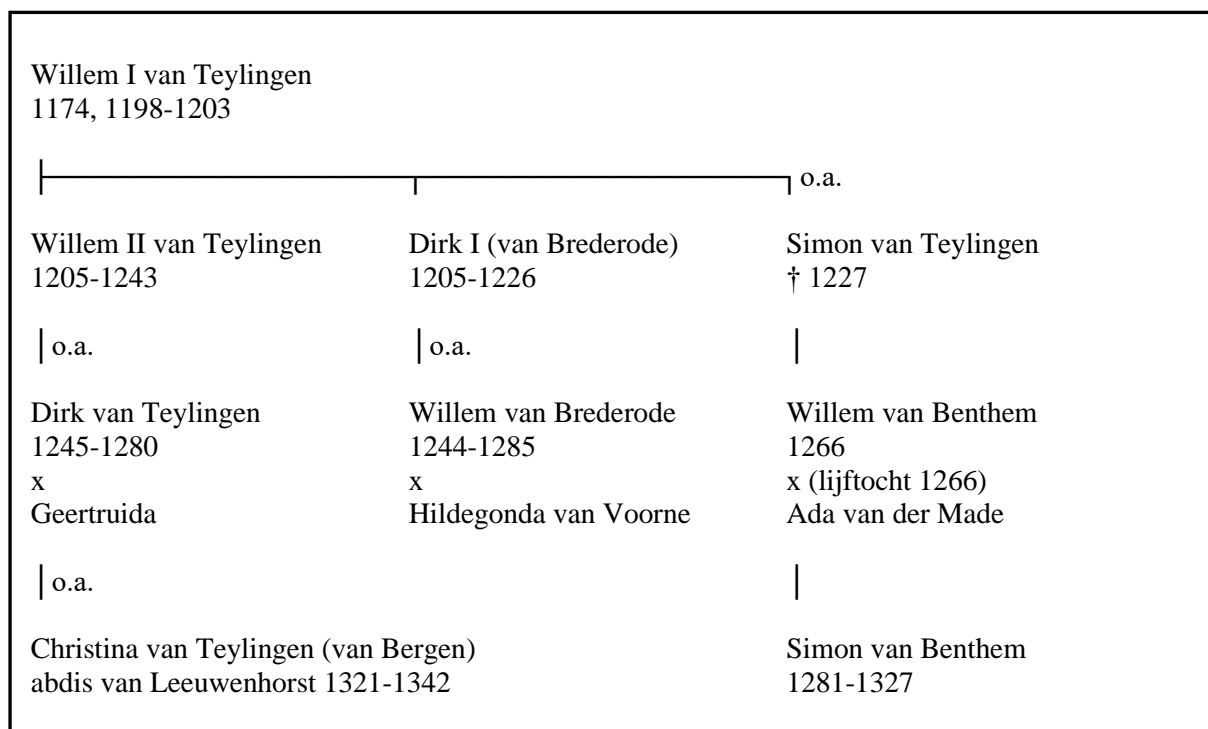 Willem I van Teylingen
1174, 1198-1203
o.a.
Willem II van Teylingen Dirk I (van Brederode) Simon van Teylingen
1205-1243 1205-1226 † 1227
o.a. o.a.
Dirk van Teylingen Willem van Brederode Willem van Benthem
1245-1280 1244-1285 1266
x x x (lijftocht 1266)
Geertruida Hildegonda van Voorne Ada van der Made
o.a.
Christina van Teylingen (van Bergen) Simon van Benthem
abdis van Leeuwenhorst 1321-1342 1281-1327